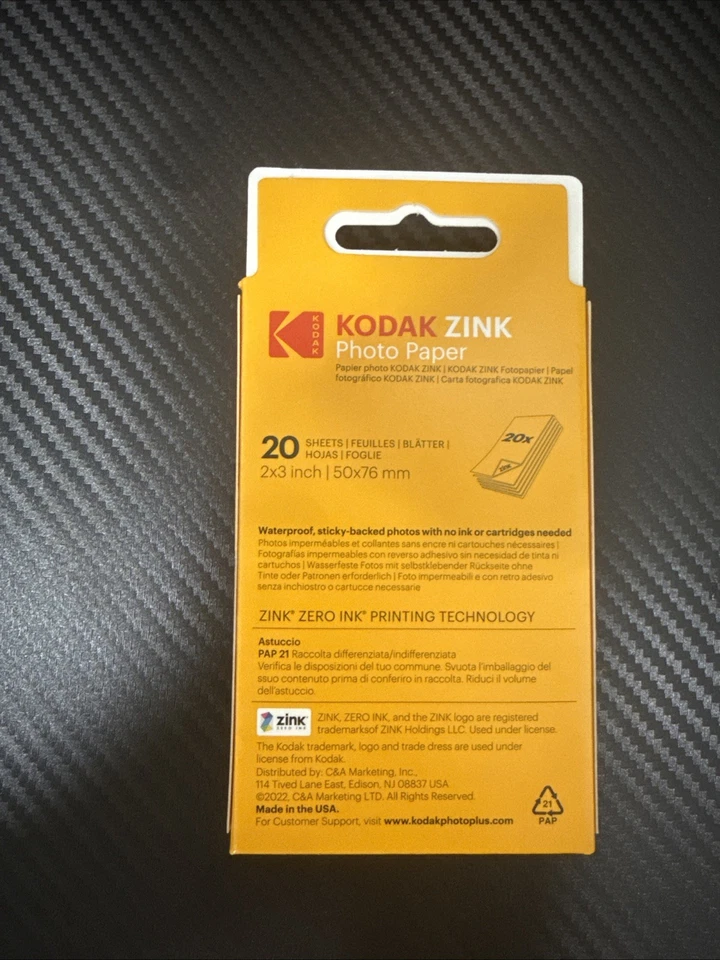 KODAK
KODAK ZINK
Photo Paper
Papier photo KODAK ZINK | KODAK ZINK Fotopapier | Papel
fotográfico KODAK ZINK | Carta fotografica KODAK ZINK
20 SHEETS | FEUILLES | BLÄTTER |
HOJAS | FOGLIE
2x3 inch | 50x76 mm
20x
Waterproof, sticky-backed photos with no ink or cartridges needed
Photos imperméables et collantes sans encre ni cartouches nécessaires |
Fotografías impermeables con reverso adhesivo sin necesidad de tinta ni
cartuchos | Wasserfeste Fotos mit selbstklebender Rückseite ohne
Tinte oder Patronen erforderlich | Foto impermeabili e con retro adesivo
senza inchiostro o cartucce necessarie
ZINK® ZERO INK® PRINTING TECHNOLOGY
Astuccio
PAP 21 Raccolta differenziata/indifferenziata
Verifica le disposizioni del tuo commune. Svuota l'imballaggio del
ssuo contenuto prima di conferiro in raccolta. Riduci il volume
dell'astuccio.
ZINK
ZERO INK
ZINK, ZERO INK, and the ZINK logo are registered
trademarksof ZINK Holdings LLC. Used under license.
The Kodak trademark, logo and trade dress are used under
license from Kodak.
Distributed by: C&A Marketing, Inc.,
114 Tived Lane East, Edison, NJ 08837 USA
©2022, C&A Marketing LTD. All Rights Reserved.
Made in the USA.
For Customer Support, visit www.kodakphotoplus.com
21
PAP